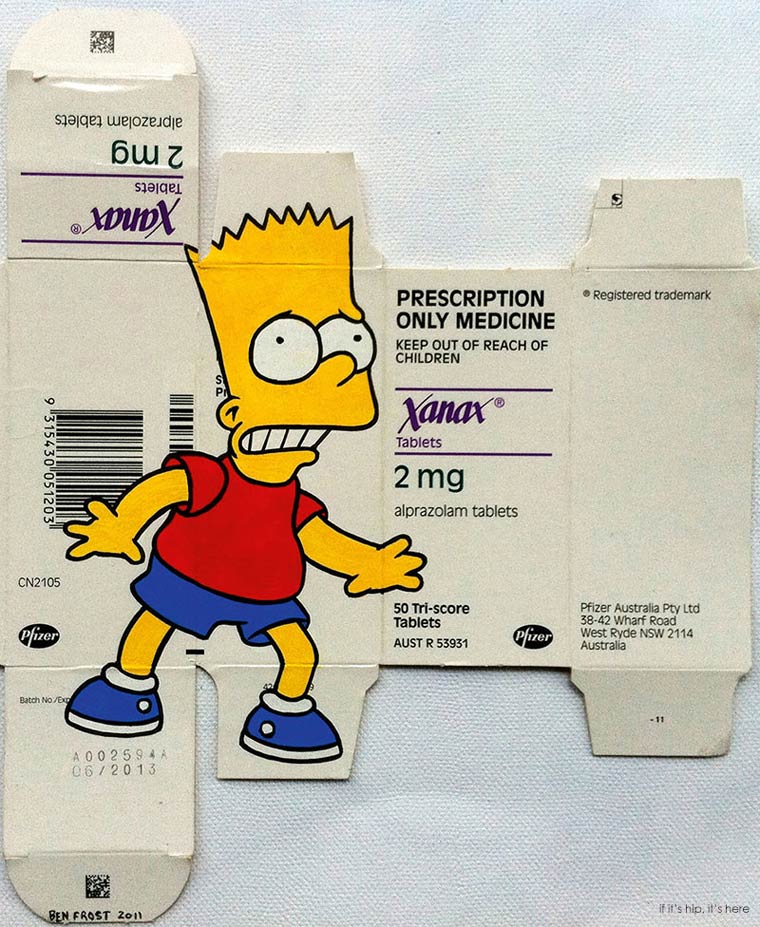 alprazolam tablets
2 mg
Tablets
Xanax®
9 315430 051203
CN2105
Pfizer
Batch No./Exp
A002594A
06/2013
BEN FROST 2011
PRESCRIPTION
ONLY MEDICINE
KEEP OUT OF REACH OF
CHILDREN
Xanax®
Tablets
2 mg
alprazolam tablets
50 Tri-score
Tablets
AUST R 53931
Pfizer
® Registered trademark
Pfizer Australia Pty Ltd
38-42 Wharf Road
West Ryde NSW 2114
Australia
- 11
if it's hip, it's here